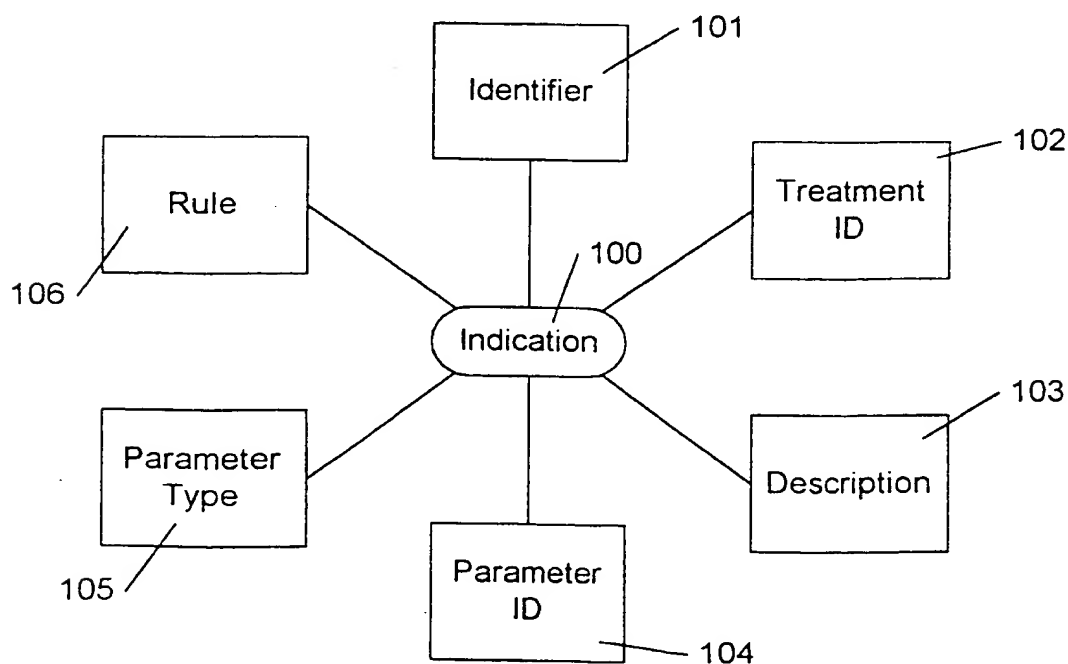 101
Identifier
102
Treatment
ID
Rule
100
106
Indication
103
Parameter
Type
Description
105
Parameter
ID
104